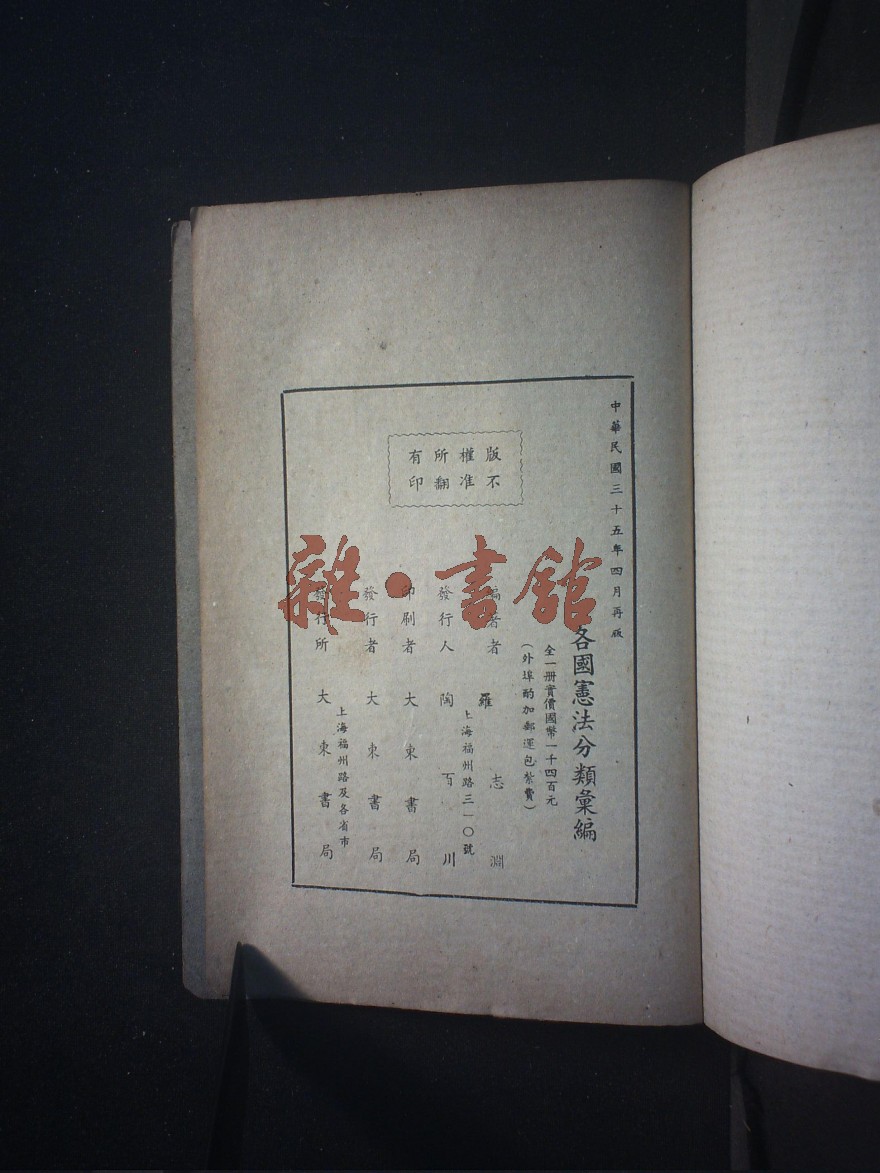 中華民國三十五年四月再版
各國憲法分類彙編
全一册實價國幣一千四百元
(外埠酌加郵運包紮費)
版權所有
不准翻印
編著者 羅志淵
上海福州路三一〇號
發行人 陶百川
印刷者 大東書局
發行者 大東書局
上海福州路及各省市
發行所 大東書局
雜·書館